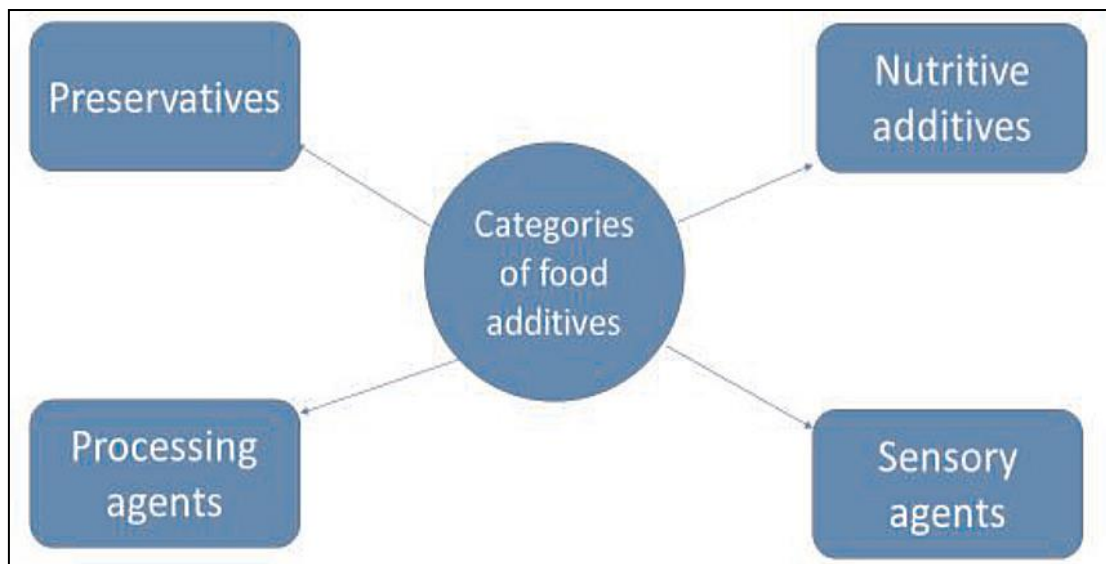 Preservatives
Nutritive
additives
Categories
of food
additives
Processing
agents
Sensory
agents